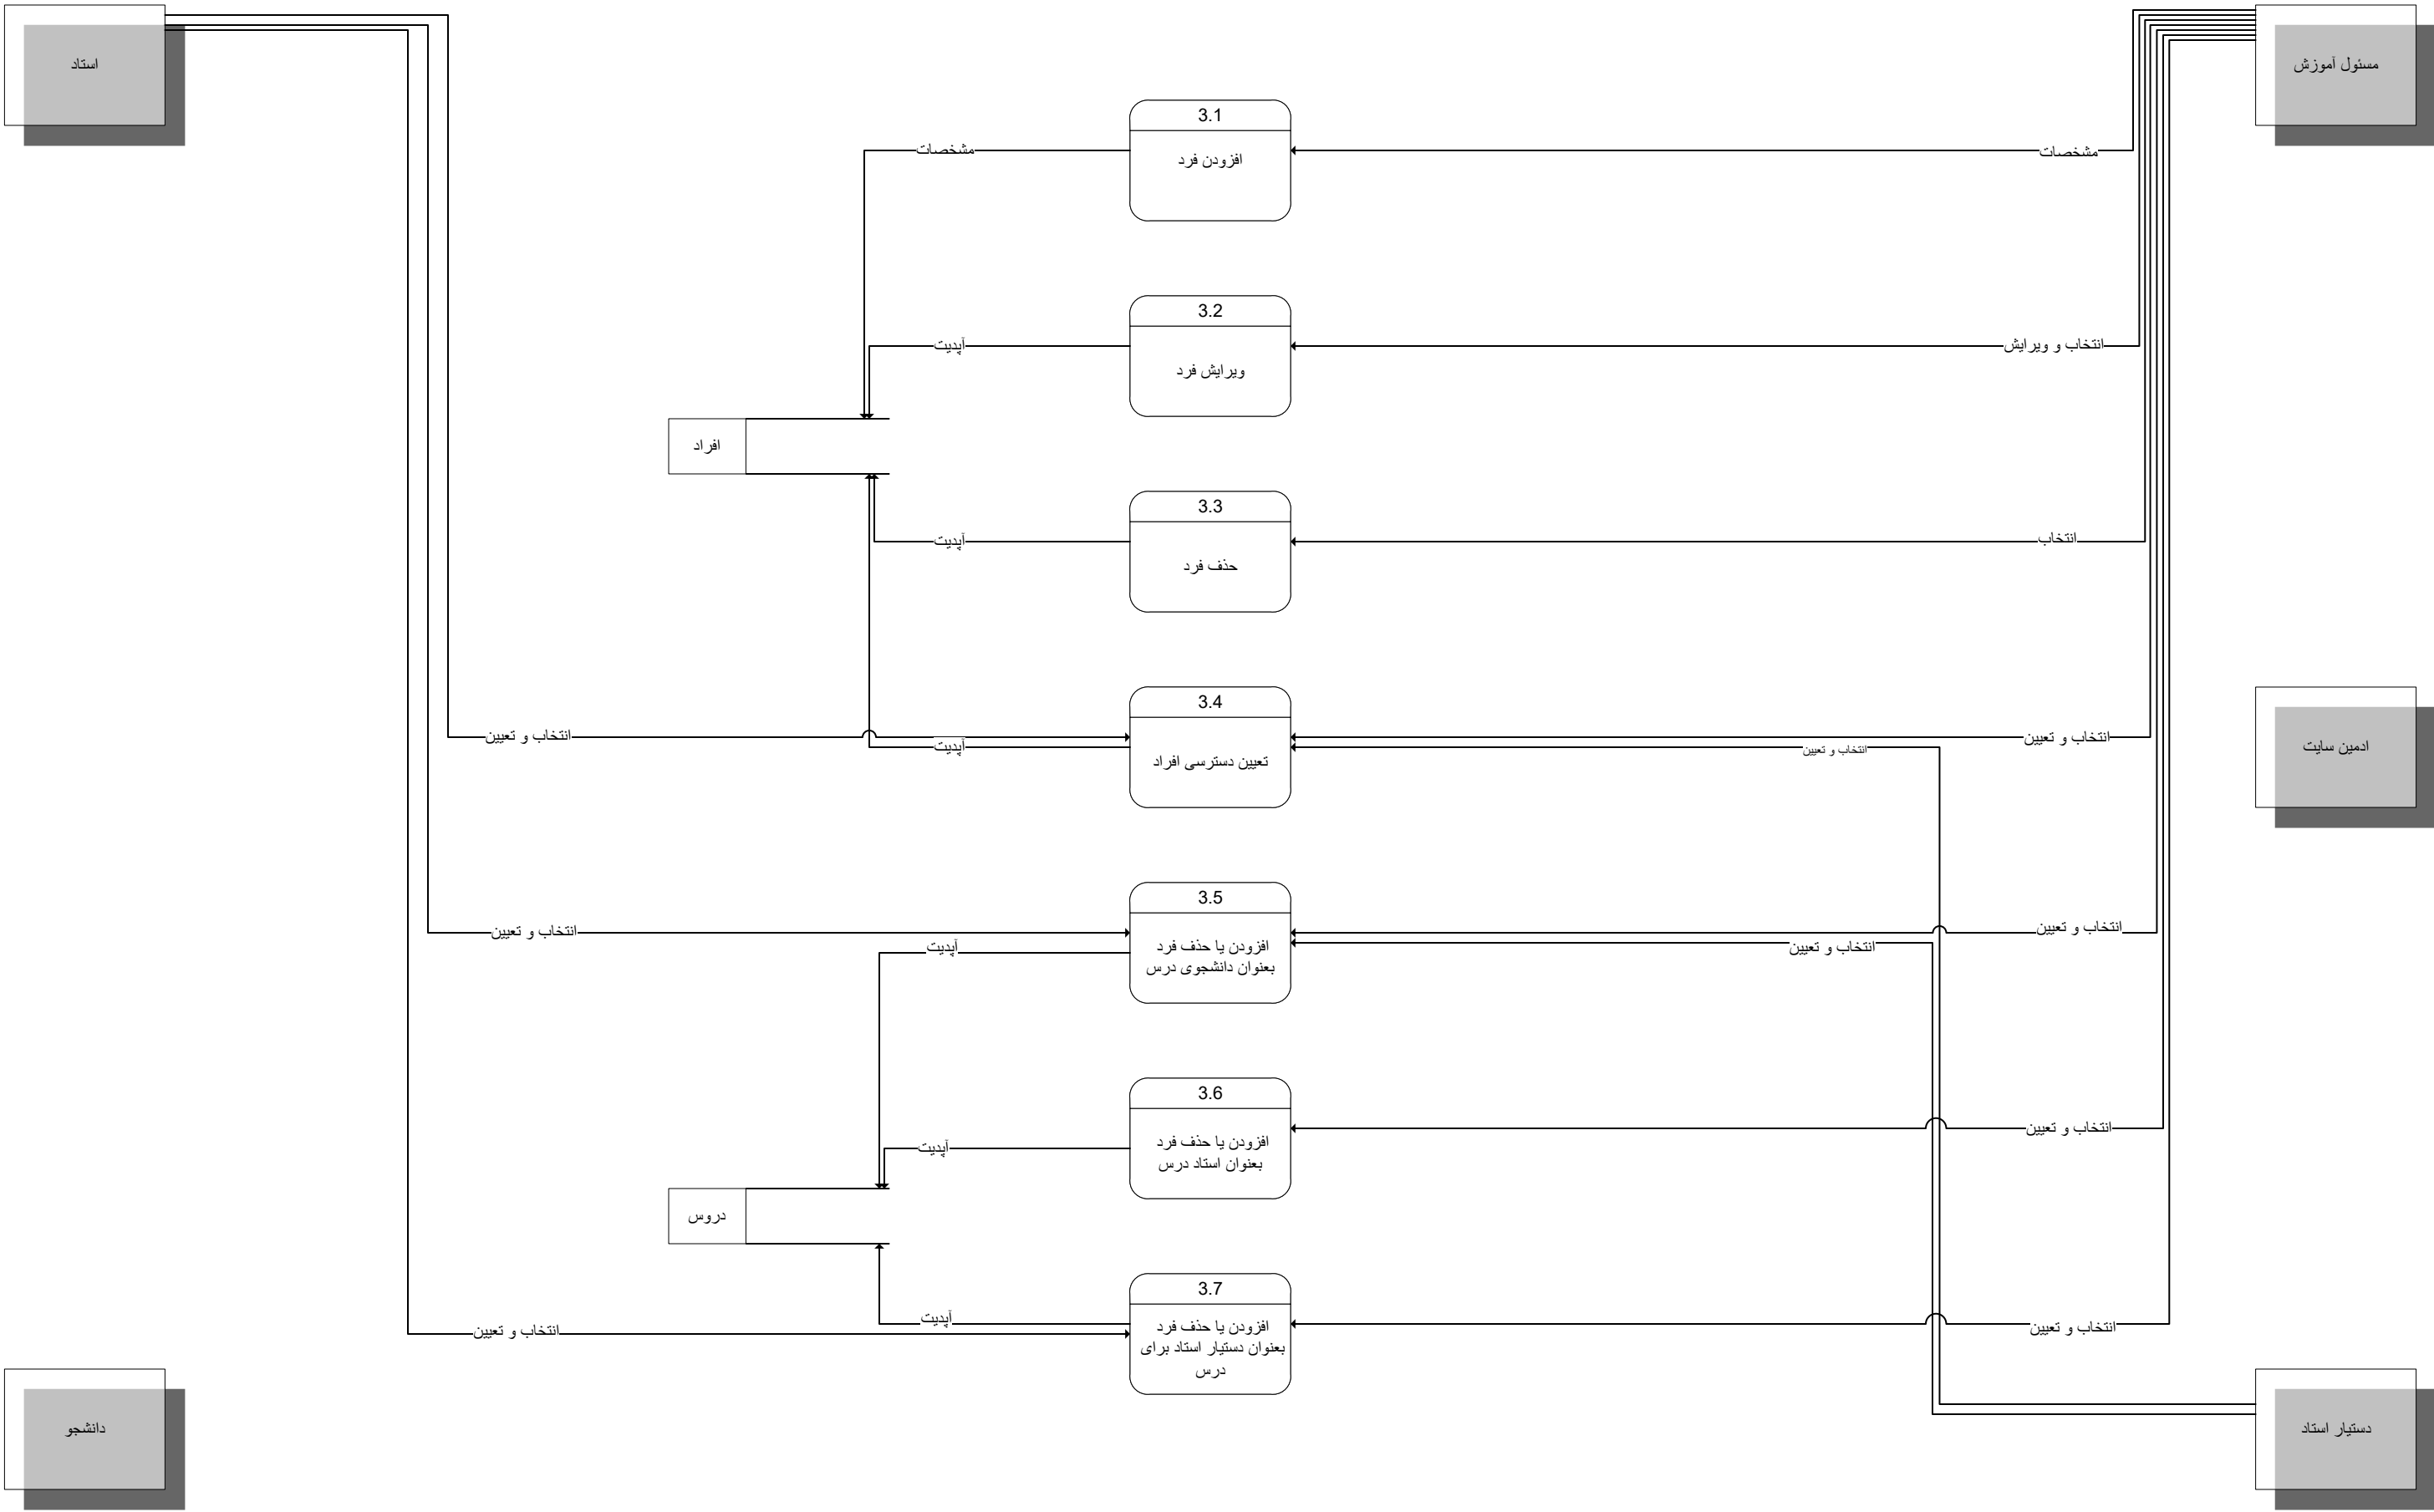 استاد
مسئول آموزش
3.1
افزودن فرد
مشخصات
مشخصات
3.2
ویرایش فرد
انتخاب و ویرایش
آپدیت
افراد
3.3
حذف فرد
انتخاب
آپدیت
3.4
تعیین دسترسی افراد
انتخاب و تعیین
انتخاب و تعیین
انتخاب و تعیین
آپدیت
ادمین سایت
3.5
افزودن یا حذف فرد
بعنوان دانشجوی درس
انتخاب و تعیین
انتخاب و تعیین
انتخاب و تعیین
آپدیت
3.6
افزودن یا حذف فرد
بعنوان استاد درس
انتخاب و تعیین
آپدیت
دروس
3.7
افزودن یا حذف فرد
بعنوان دستیار استاد برای
درس
انتخاب و تعیین
آپدیت
انتخاب و تعیین
دستیار استاد
دانشجو